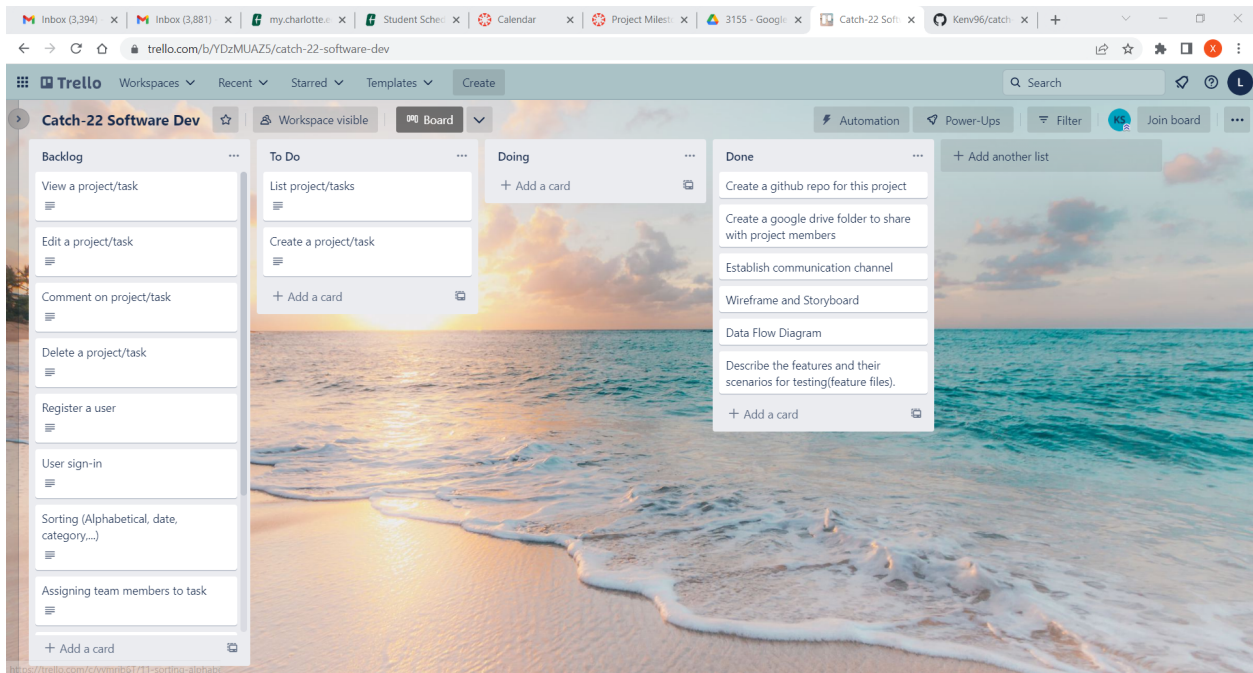 Inbox (3,394)
Inbox (3,881)
my.charlotte.e
Student Sched
Calendar
Project Milest
3155 - Google
Catch-22 Soft
Kenv96/catch-
trello.com/b/YDzMUAZ5/catch-22-software-dev
X
Trello Workspaces Recent Starred Templates Create Search L
Catch-22 Software Dev Workspace visible Board Automation Power-Ups Filter KS Join board
Backlog
View a project/task
Edit a project/task
Comment on project/task
Delete a project/task
Register a user
User sign-in
Sorting (Alphabetical, date,
category,...)
Assigning team members to task
+ Add a card
To Do
List project/tasks
Create a project/task
+ Add a card
Doing
+ Add a card
Done
Create a github repo for this project
Create a google drive folder to share
with project members
Establish communication channel
Wireframe and Storyboard
Data Flow Diagram
Describe the features and their
scenarios for testing(feature files).
+ Add a card
+ Add another list